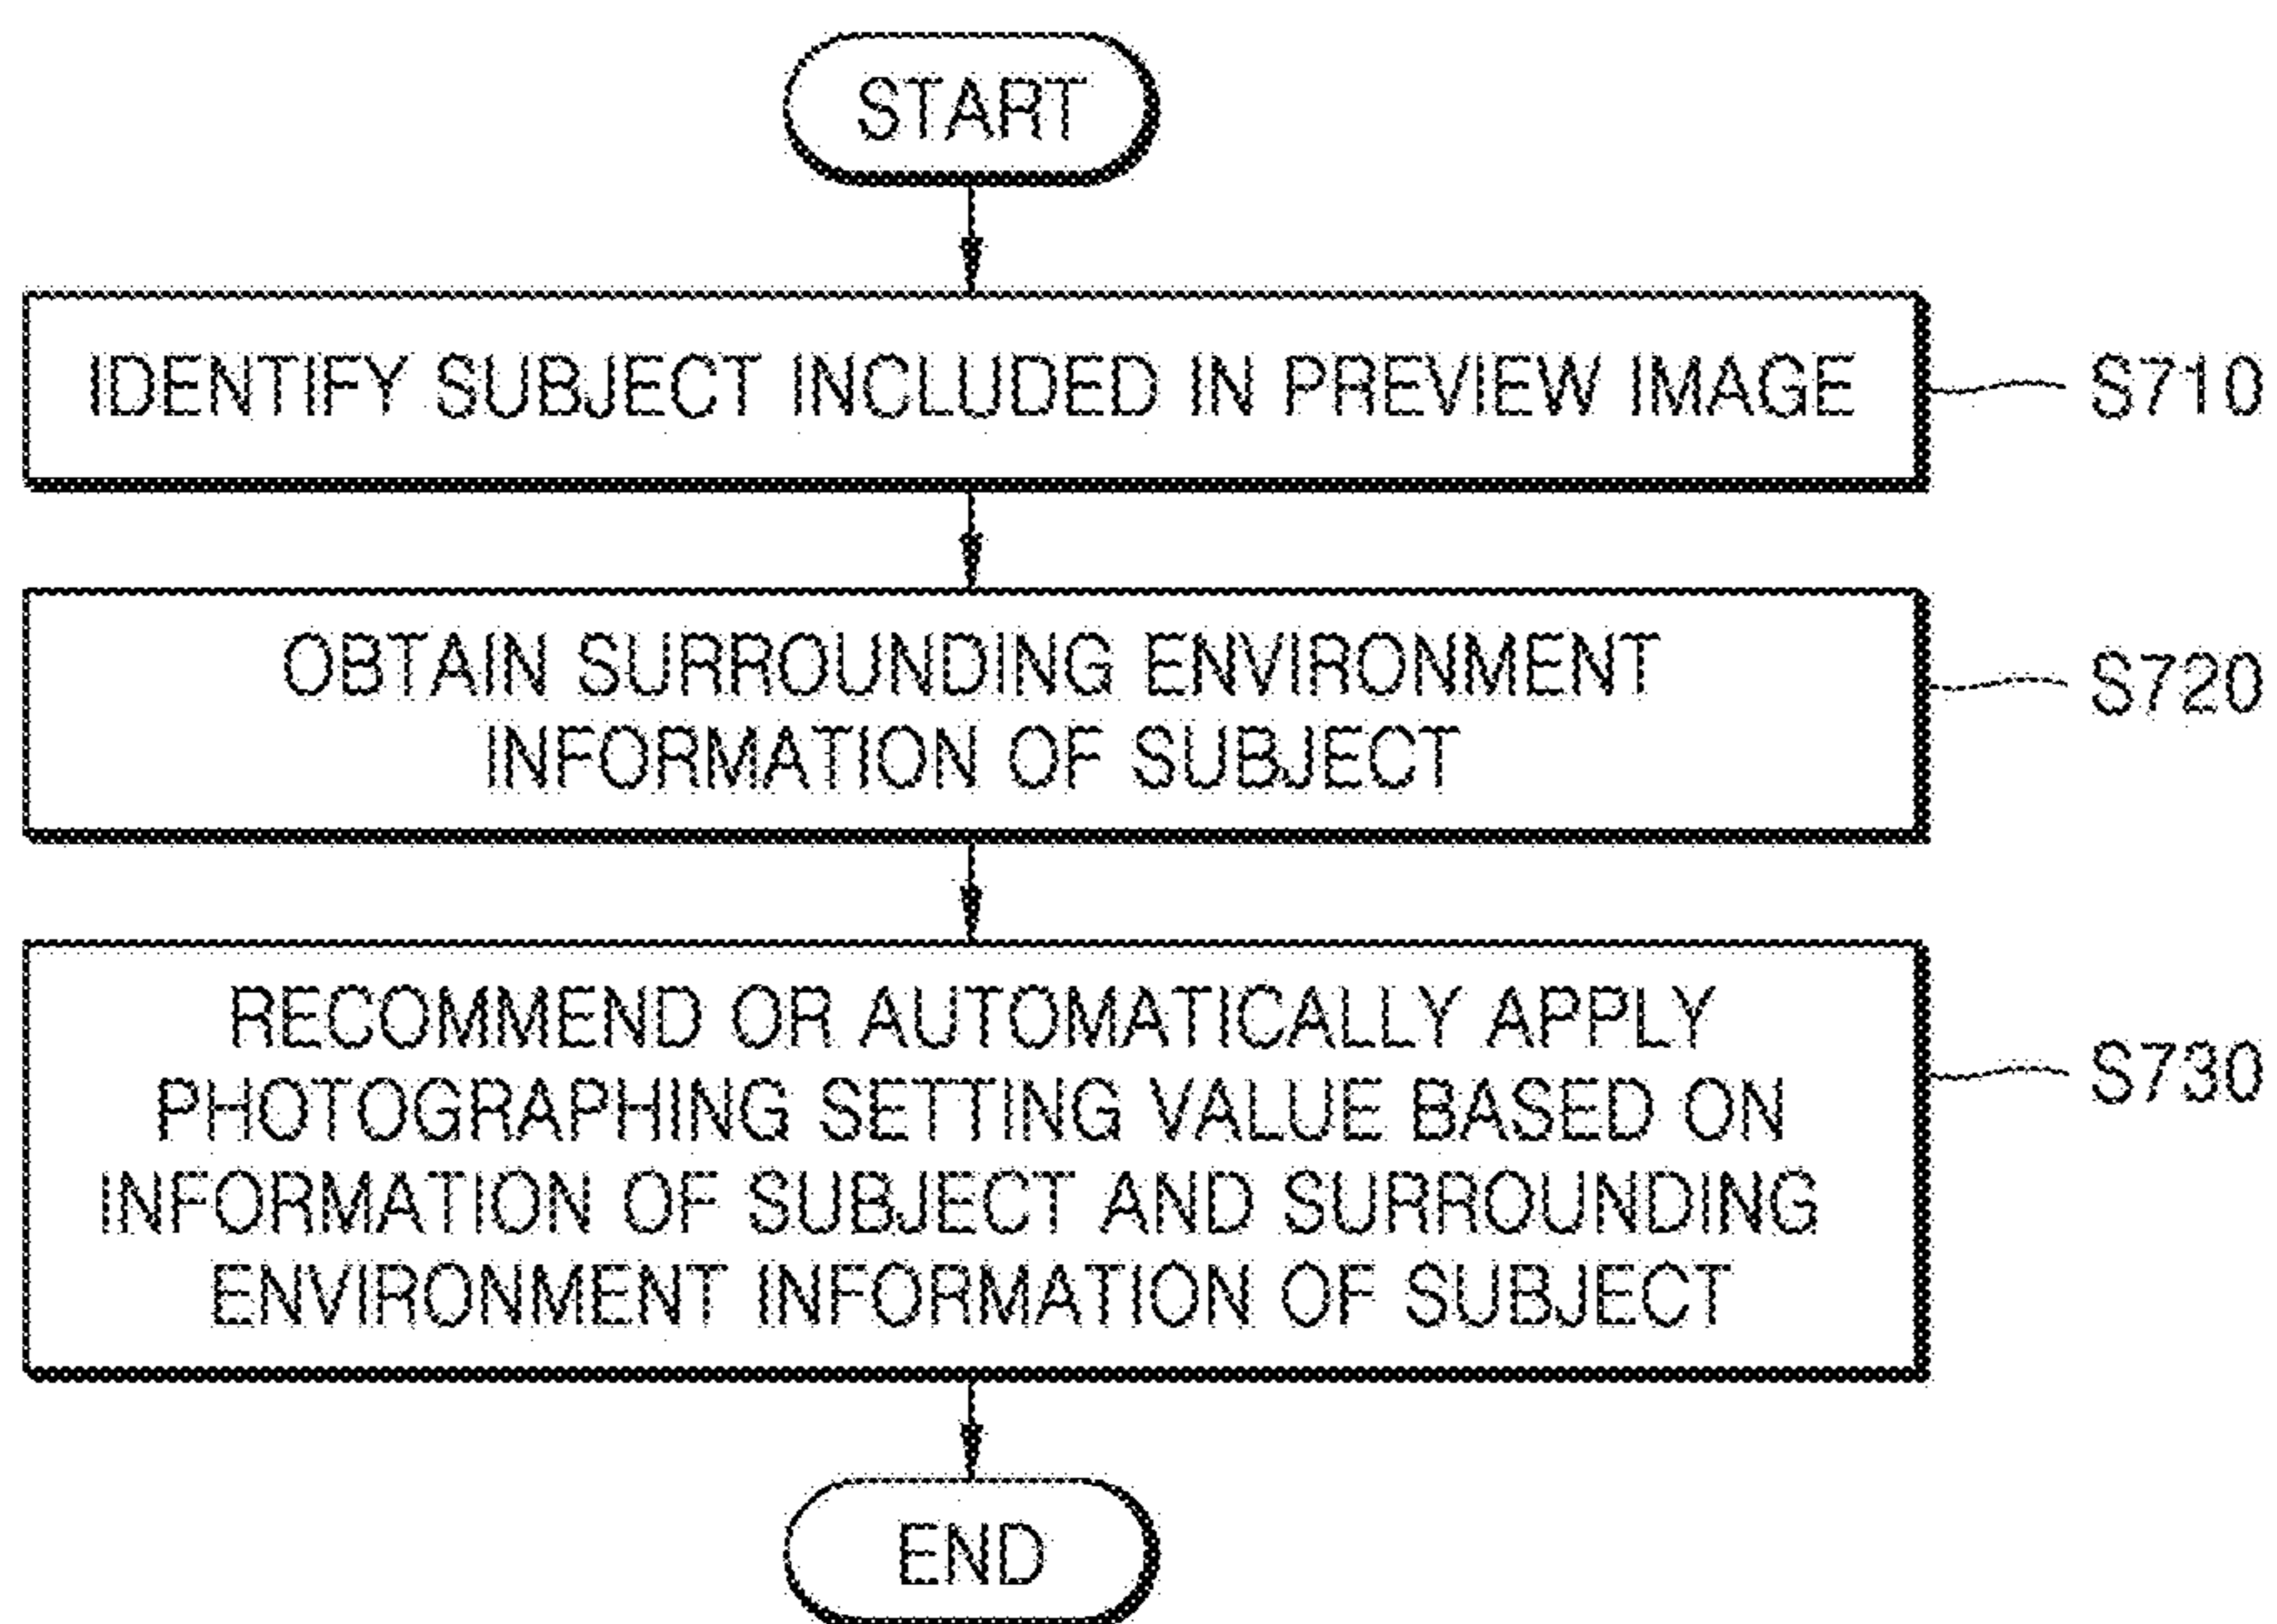 START
IDENTIFY SUBJECT INCLUDED IN PREVIEW IMAGE
S710
OBTAIN SURROUNDING ENVIRONMENT
INFORMATION OF SUBJECT
S720
RECOMMEND OR AUTOMATICALLY APPLY
PHOTOGRAPHING SETTING VALUE BASED ON
INFORMATION OF SUBJECT AND SURROUNDING
ENVIRONMENT INFORMATION OF SUBJECT
S730
END